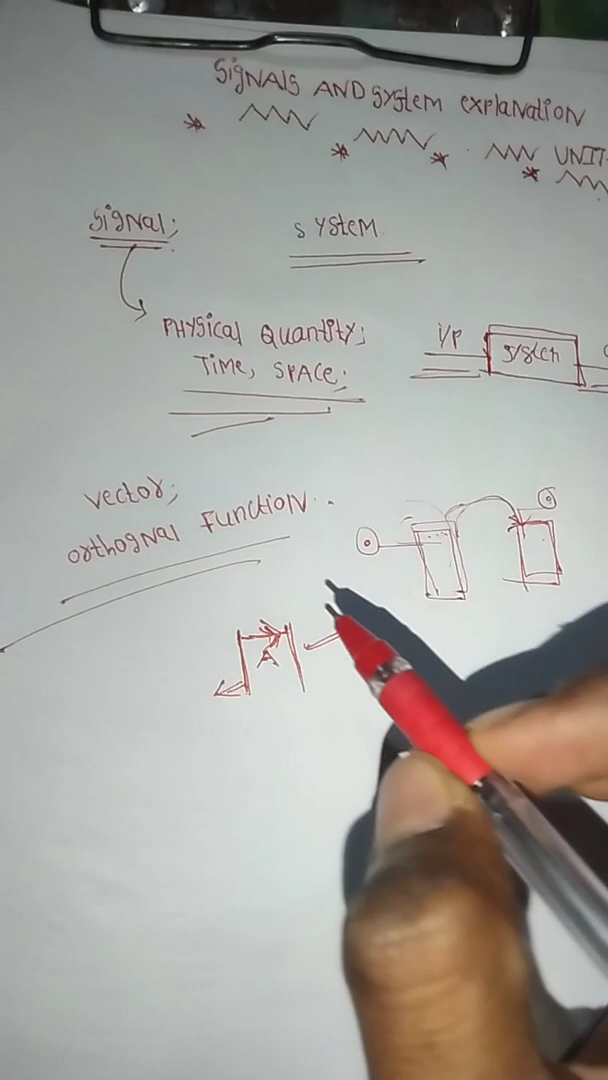 SigNAlS AND System explanation
UNIT-
Signal;
sYsteM
PHYSical Quantity;
TiMe, SPACe;
i/P
system
vector;
orthognal Function..
A